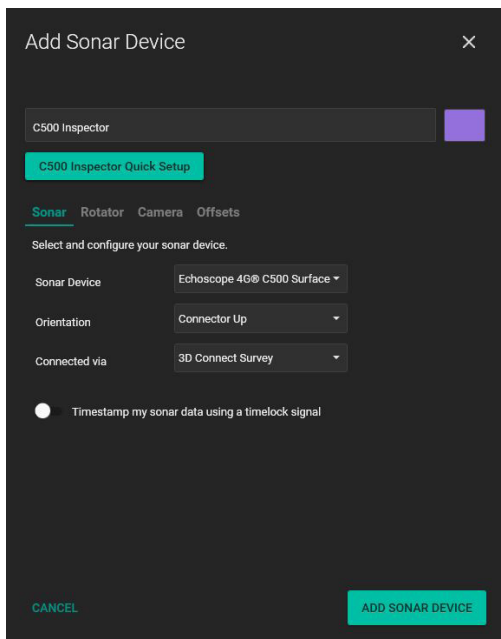 Add Sonar Device
C500 Inspector
C500 Inspector Quick Setup
Sonar Rotator Camera Offsets
Select and configure your sonar device.
Sonar Device Echoscope 4G® C500 Surface
Orientation Connector Up
Connected via 3D Connect Survey
Timestamp my sonar data using a timelock signal
CANCEL ADD SONAR DEVICE